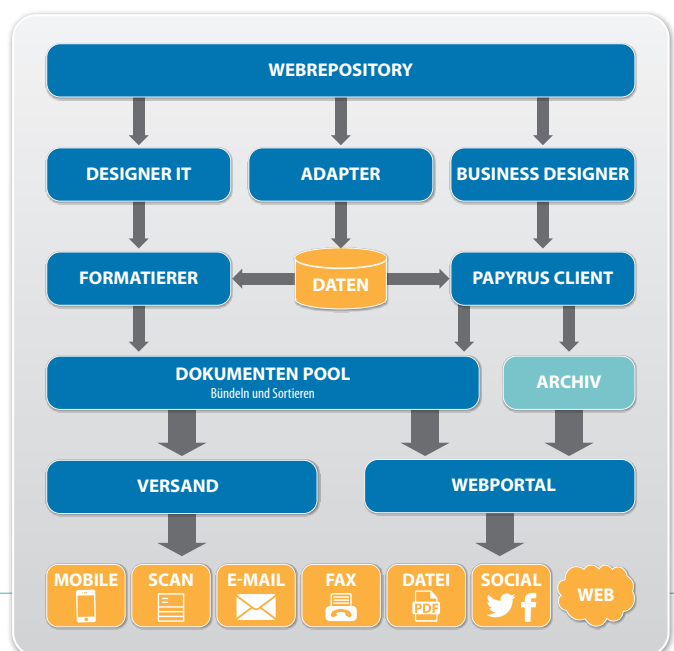 WEBREPOSITORY
DESIGNER IT
ADAPTER
BUSINESS DESIGNER
FORMATIERER
DATEN
PAPYRUS CLIENT
DOKUMENTEN POOL
Bündeln und Sortieren
ARCHIV
VERSAND
WEBPORTAL
MOBILE
SCAN
E-MAIL
FAX
DATEI
PDF
SOCIAL
WEB